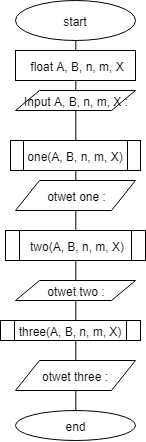 start
float A, B, n, m, X
Input A, B, n, m, X :
one(A, B, n, m, X)
otwet one :
two(A, B, n, m, X)
otwet two :
three(A, B, n, m, X)
otwet three :
end